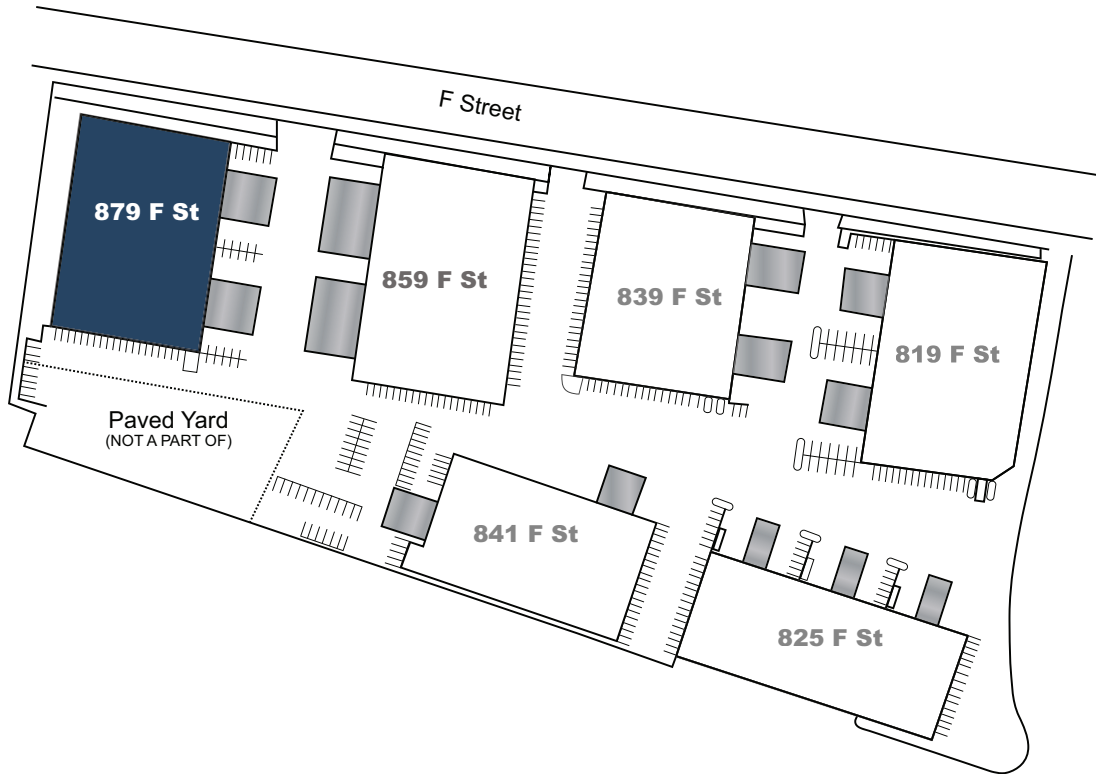 F Street
879 F St
859 F St
839 F St
819 F St
Paved Yard
(NOT A PART OF)
841 F St
825 F St